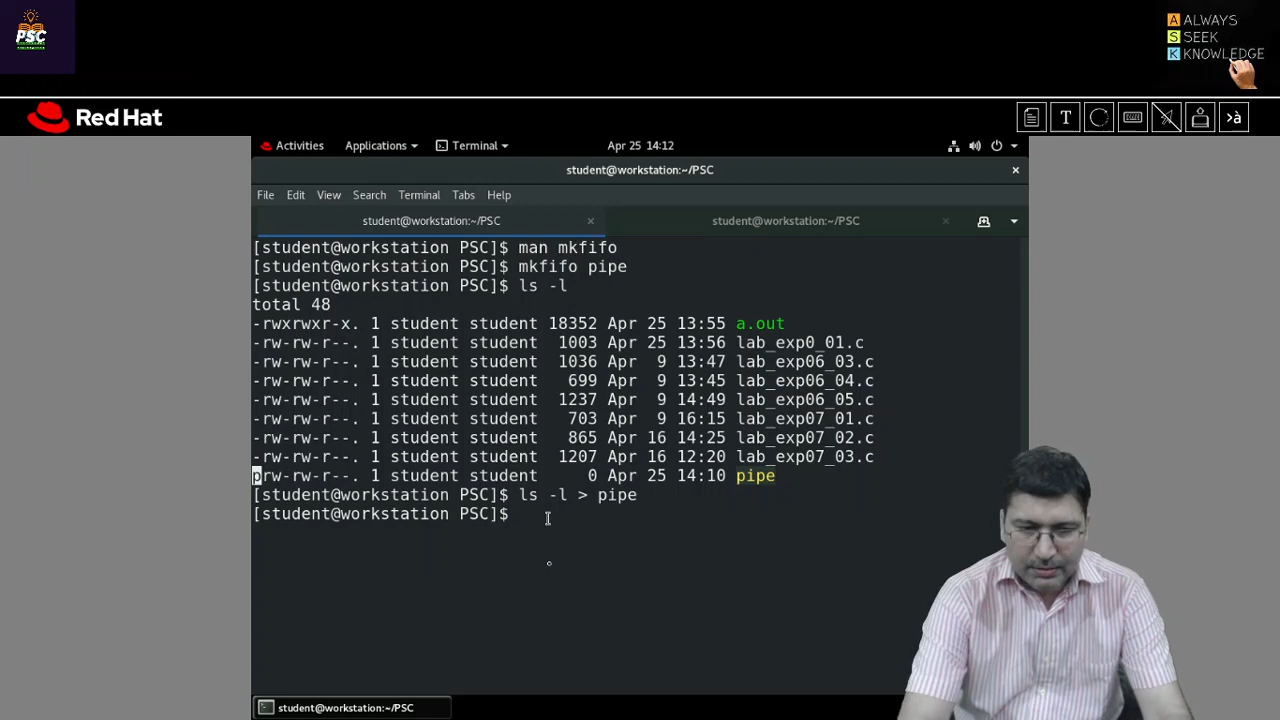 PSC
A ALWAYS
S SEEK
K KNOWLEDGE
Red Hat
T
>à
Activities Applications Terminal Apr 25 14:12
student@workstation:~/PSC ×
File Edit View Search Terminal Tabs Help
student@workstation:~/PSC × student@workstation:~/PSC ×
[student@workstation PSC]$ man mkfifo
[student@workstation PSC]$ mkfifo pipe
[student@workstation PSC]$ ls -l
total 48
-rwxrwxr-x. 1 student student 18352 Apr 25 13:55 a.out
-rw-rw-r--. 1 student student 1003 Apr 25 13:56 lab_exp0_01.c
-rw-rw-r--. 1 student student 1036 Apr 9 13:47 lab_exp06_03.c
-rw-rw-r--. 1 student student 699 Apr 9 13:45 lab_exp06_04.c
-rw-rw-r--. 1 student student 1237 Apr 9 14:49 lab_exp06_05.c
-rw-rw-r--. 1 student student 703 Apr 9 16:15 lab_exp07_01.c
-rw-rw-r--. 1 student student 865 Apr 16 14:25 lab_exp07_02.c
-rw-rw-r--. 1 student student 1207 Apr 16 12:20 lab_exp07_03.c
prw-rw-r--. 1 student student 0 Apr 25 14:10 pipe
[student@workstation PSC]$ ls -l > pipe
[student@workstation PSC]$
student@workstation:~/PSC